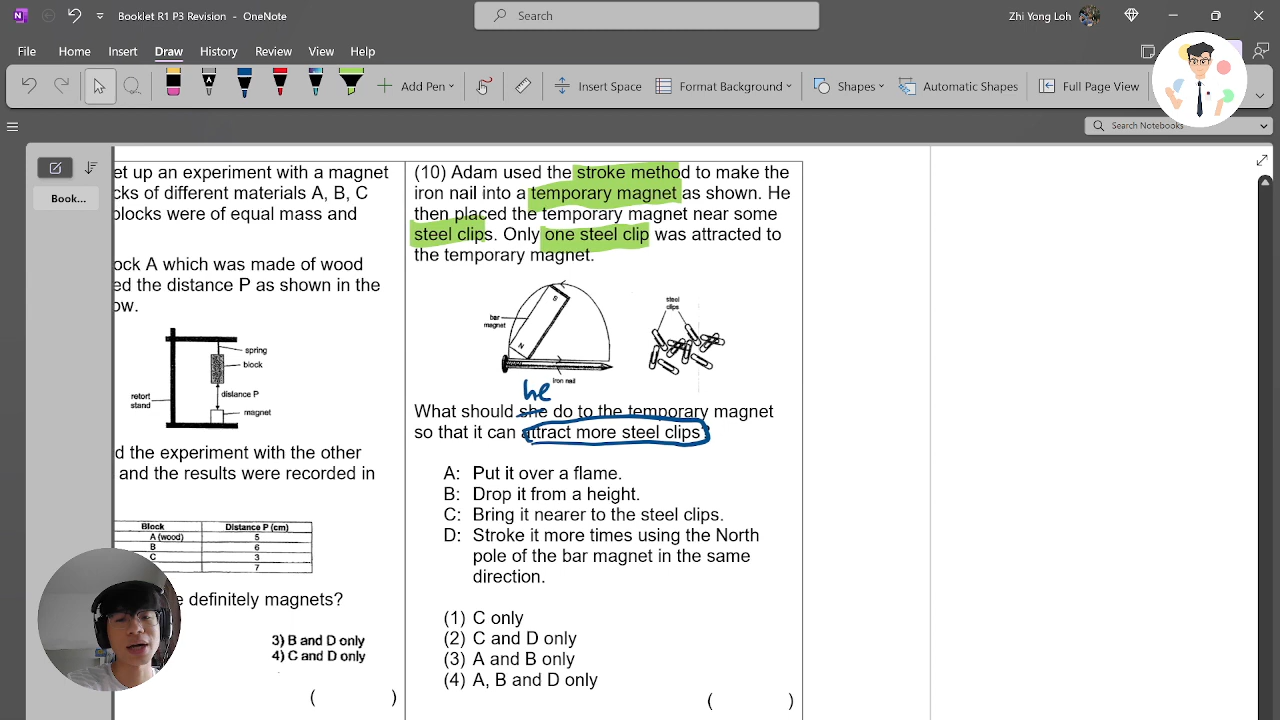 Booklet R1 P3 Revision - OneNote
Search
Zhi Yong Loh
File Home Insert Draw History Review View Help
Add Pen
Insert Space
Format Background
Shapes
Automatic Shapes
Full Page View
Search Notebooks
Book...
et up an experiment with a magnet
cks of different materials A, B, C
blocks were of equal mass and
ock A which was made of wood
ed the distance P as shown in the
ow.
spring
block
distance P
magnet
retort
stand
d the experiment with the other
and the results were recorded in
Block Distance P (cm)
A (wood) 5
B 6
C 3
7
e definitely magnets?
3) B and D only
4) C and D only
( )
(10) Adam used the stroke method to make the
iron nail into a temporary magnet as shown. He
then placed the temporary magnet near some
steel clips. Only one steel clip was attracted to
the temporary magnet.
S
bar
magnet
N
iron nail
steel
clips
he
What should she do to the temporary magnet
so that it can attract more steel clips?
A: Put it over a flame.
B: Drop it from a height.
C: Bring it nearer to the steel clips.
D: Stroke it more times using the North
pole of the bar magnet in the same
direction.
(1) C only
(2) C and D only
(3) A and B only
(4) A, B and D only
( )